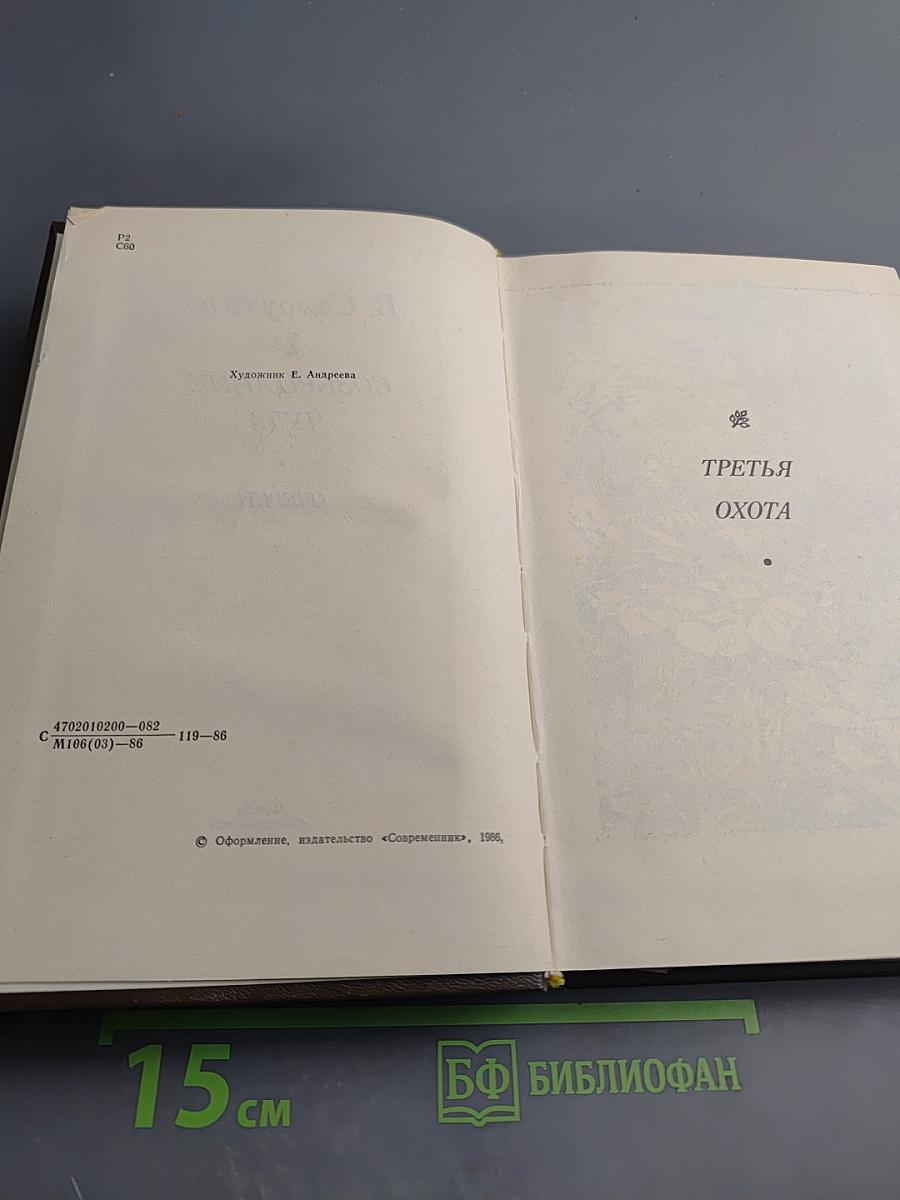 Р2
С60
Художник Е. Андреева
С 4702010200—082
М106(03)—86
119—86
© Оформление, издательство «Современник», 1986,
ТРЕТЬЯ
ОХОТА
15 см
БФ БИБЛИОФАН